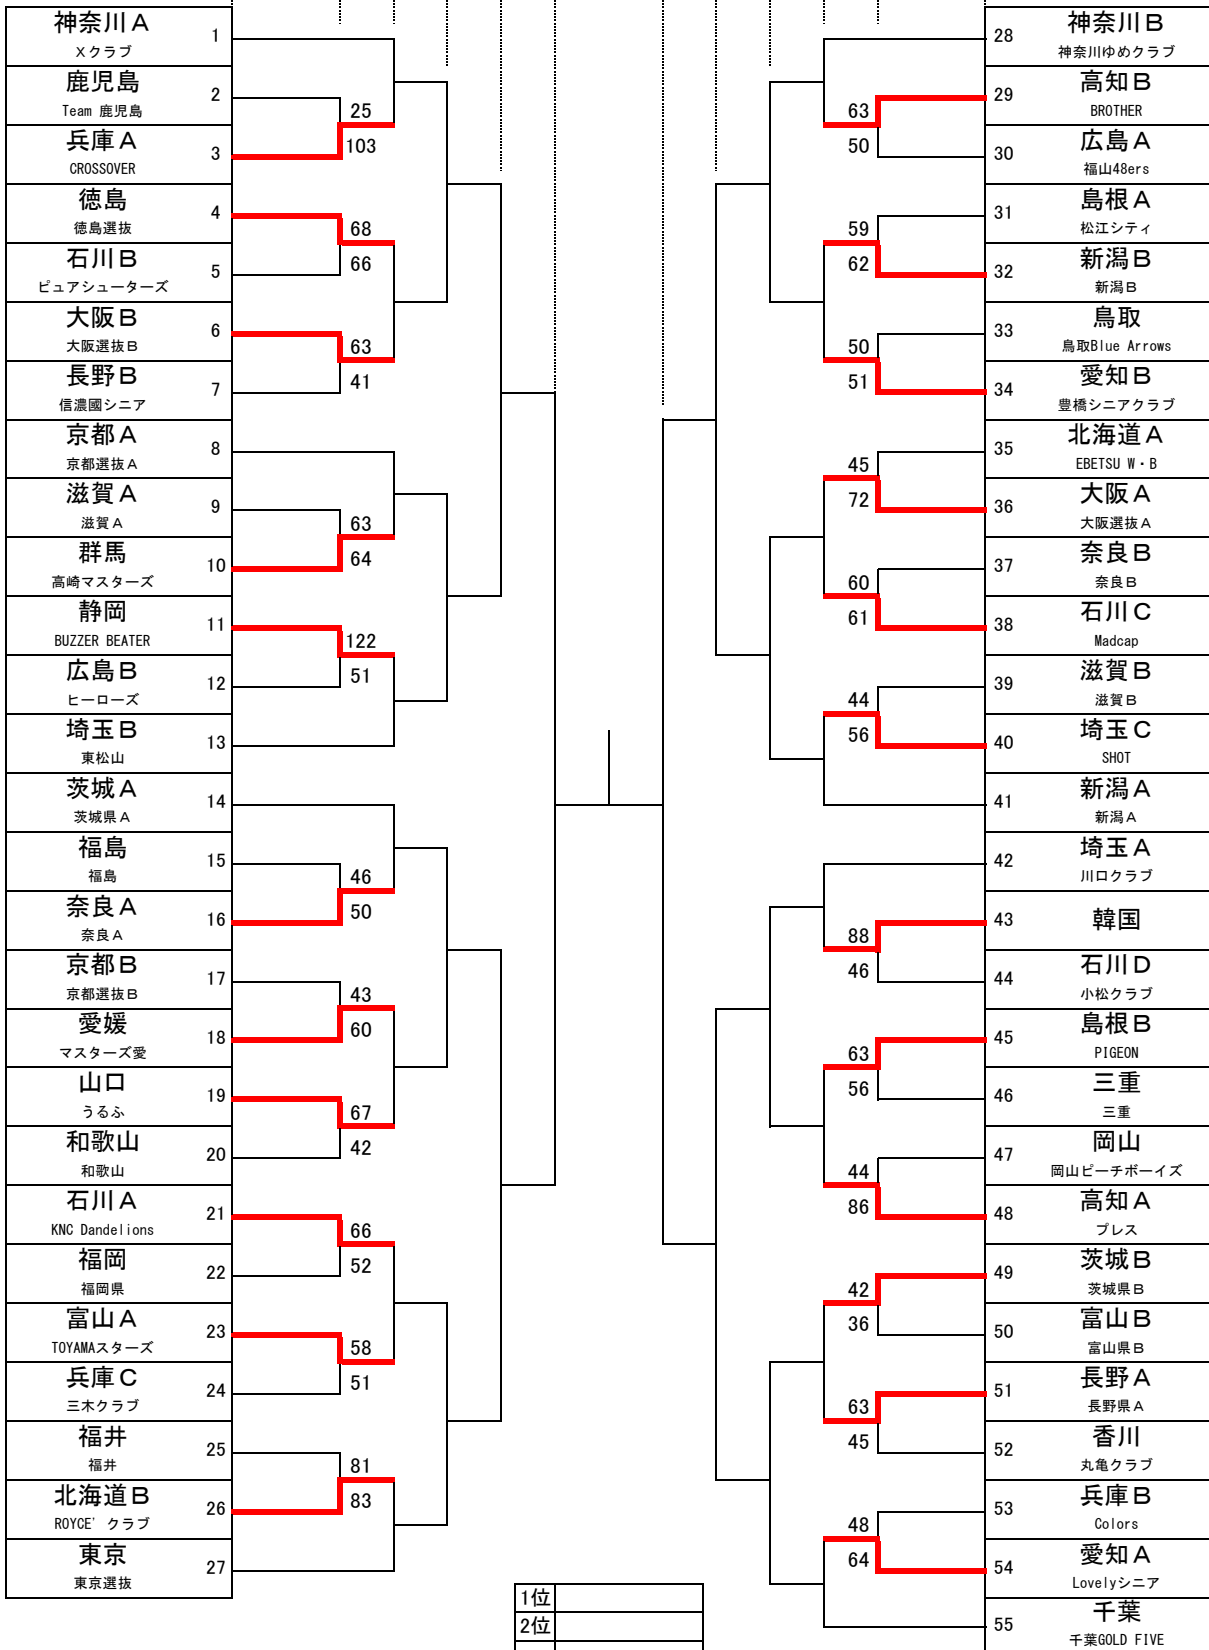 神奈川A
1
Xクラブ
鹿児島
2
Team 鹿児島
25
兵庫A
3
103
CROSSOVER
徳島
4
徳島選抜
68
石川B
5
66
ピュアシューターズ
大阪B
6
大阪選抜B
63
長野B
7
41
信濃國シニア
京都A
8
京都選抜A
滋賀A
9
滋賀A
63
群馬
10
64
高崎マスターズ
静岡
11
BUZZER BEATER
122
広島B
12
51
ヒーローズ
埼玉B
13
東松山
茨城A
14
茨城県A
福島
15
福島
46
奈良A
16
50
奈良A
京都B
17
京都選抜B
43
愛媛
18
60
マスターズ愛
山口
19
うるふ
67
和歌山
20
42
和歌山
石川A
21
KNC Dandelions
66
福岡
22
52
福岡県
富山A
23
TOYAMAスターズ
58
兵庫C
24
51
三木クラブ
福井
25
福井
81
北海道B
26
83
ROYCE' クラブ
東京
27
東京選抜
28
神奈川B
神奈川ゆめクラブ
29
高知B
63
BROTHER
30
広島A
50
福山48ers
31
島根A
59
松江シティ
32
新潟B
62
新潟B
33
鳥取
50
鳥取Blue Arrows
34
愛知B
51
豊橋シニアクラブ
35
北海道A
45
EBETSU W・B
36
大阪A
72
大阪選抜A
37
奈良B
60
奈良B
38
石川C
61
Madcap
39
滋賀B
44
滋賀B
40
埼玉C
56
SHOT
41
新潟A
新潟A
42
埼玉A
川口クラブ
43
韓国
88
44
石川D
46
小松クラブ
45
島根B
63
PIGEON
46
三重
56
三重
47
岡山
44
岡山ピーチボーイズ
48
高知A
86
プレス
49
茨城B
42
茨城県B
50
富山B
36
富山県B
51
長野A
63
長野県A
52
香川
45
丸亀クラブ
53
兵庫B
48
Colors
54
愛知A
64
Lovelyシニア
55
千葉
千葉GOLD FIVE
1位
2位